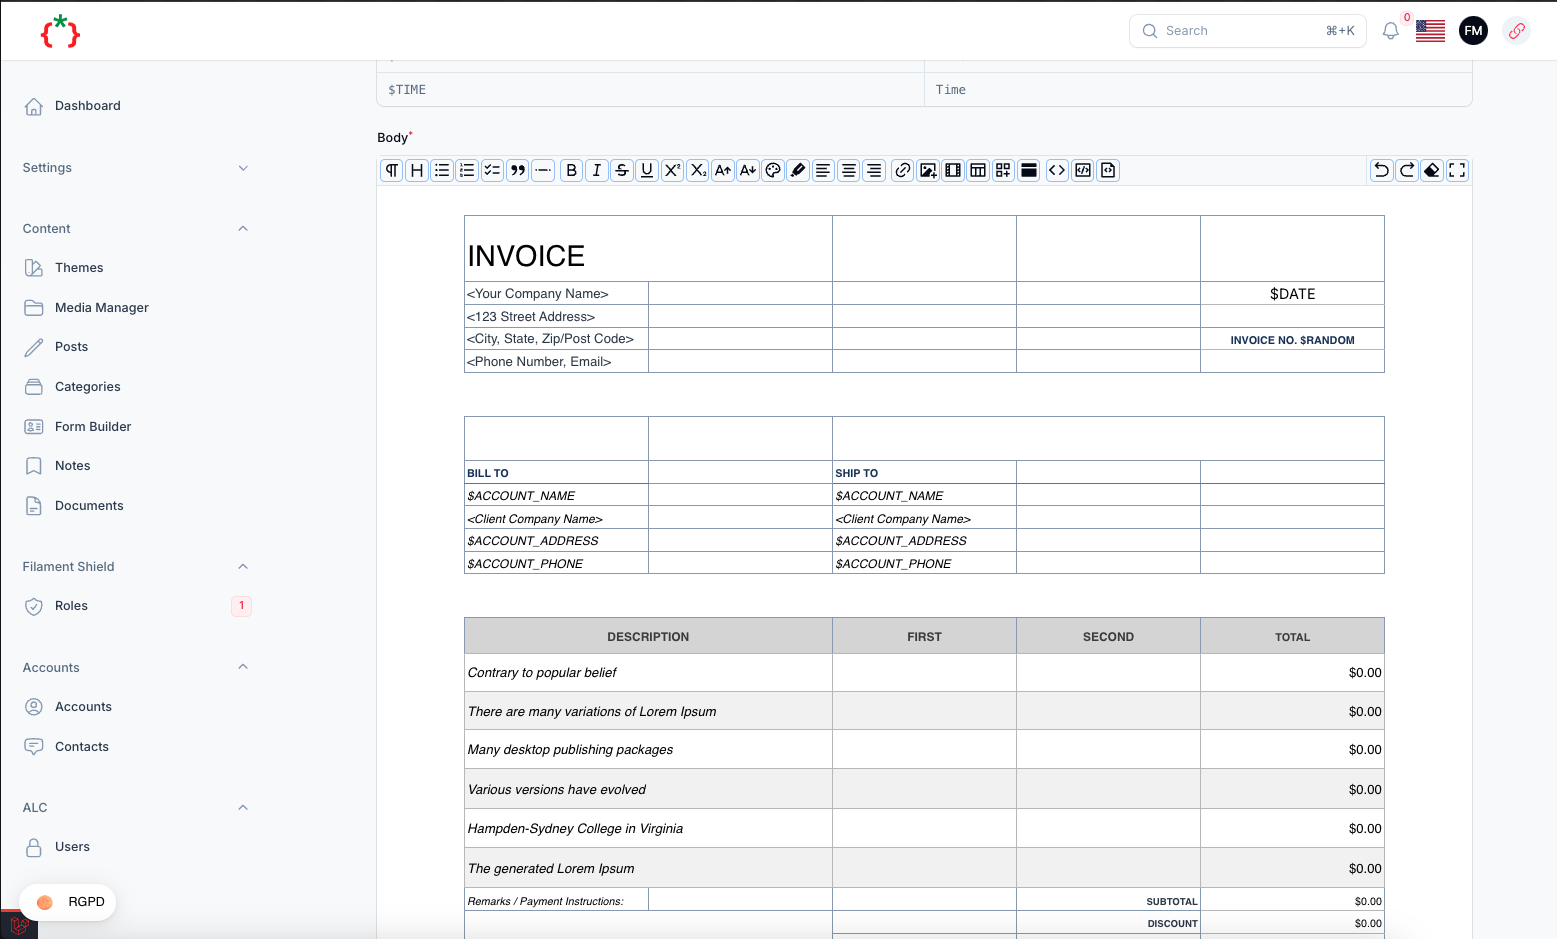 Search
⌘+K
0
FM
Dashboard
Settings
Content
Themes
Media Manager
Posts
Categories
Form Builder
Notes
Documents
Filament Shield
Roles
1
Accounts
Accounts
Contacts
ALC
Users
RGPD
$TIME Time
Body*
INVOICE
<Your Company Name> $DATE
<123 Street Address>
<City, State, Zip/Post Code> INVOICE NO. $RANDOM
<Phone Number, Email>
BILL TO SHIP TO
$ACCOUNT_NAME $ACCOUNT_NAME
<Client Company Name> <Client Company Name>
$ACCOUNT_ADDRESS $ACCOUNT_ADDRESS
$ACCOUNT_PHONE $ACCOUNT_PHONE
DESCRIPTION FIRST SECOND TOTAL
Contrary to popular belief $0.00
There are many variations of Lorem Ipsum $0.00
Many desktop publishing packages $0.00
Various versions have evolved $0.00
Hampden-Sydney College in Virginia $0.00
The generated Lorem Ipsum $0.00
Remarks / Payment Instructions: SUBTOTAL $0.00
DISCOUNT $0.00